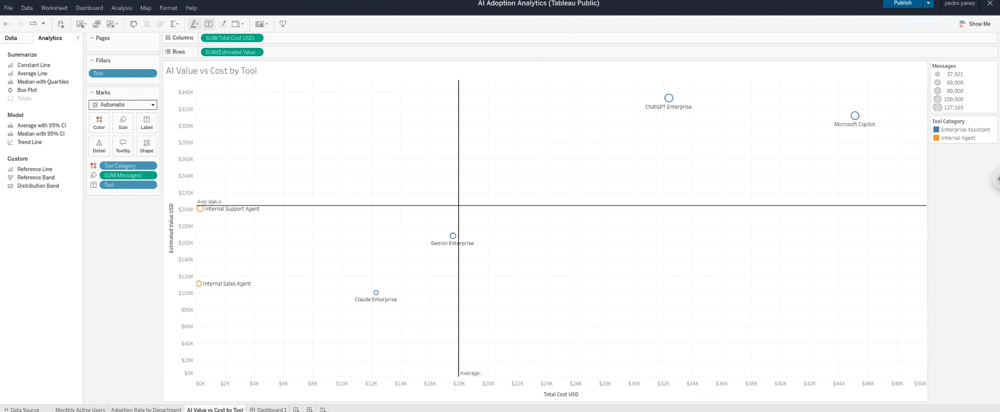 AI Adoption Analytics (Tableau Public)
Publish
pedro yanez
File Data Worksheet Dashboard Analysis Map Format Help
Show Me
Data Analytics
Summarize
Constant Line
Average Line
Median with Quartiles
Box Plot
Totals
Model
Average with 95% CI
Median with 95% CI
Trend Line
Custom
Reference Line
Reference Band
Distribution Band
Pages
Filters
Tool
Marks
Automatic
Color Size Label
Detail Tooltip Shape
Tool Category
SUM(Messages)
Tool
Columns SUM(Total Cost USD)
Rows SUM(Estimated Value ...
AI Value vs Cost by Tool
Estimated Value USD
$340K
$320K
$300K
$280K
$260K
$240K
$220K
$200K
$180K
$160K
$140K
$120K
$100K
$80K
$60K
$40K
$20K
$0K
ChatGPT Enterprise
Microsoft Copilot
Internal Support Agent
Gemini Enterprise
Internal Sales Agent
Claude Enterprise
Average :
$0K $2K $4K $6K $8K $10K $12K $14K $16K $18K $20K $22K $24K $26K $28K $30K $32K $34K $36K $38K $40K $42K $44K $46K $48K $50K
Total Cost USD
Messages
37,921
60,000
80,000
100,000
127,165
Tool Category
Enterprise Assistant
Internal Agent
Data Source Monthly Active Users Adoption Rate by Department AI Value vs Cost by Tool Dashboard 1